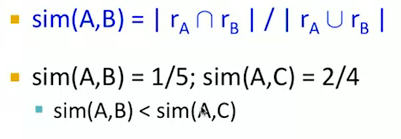 sim(A,B) = | rA ∩ rB | / | rA ∪ rB |
sim(A,B) = 1/5; sim(A,C) = 2/4
sim(A,B) < sim(A,C)